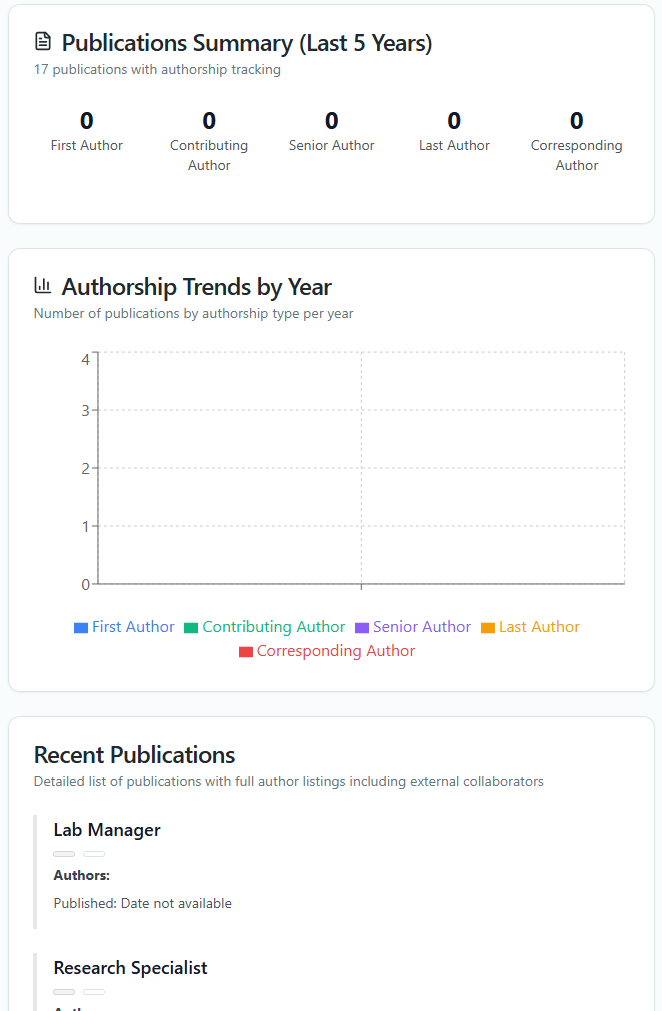 Publications Summary (Last 5 Years)
17 publications with authorship tracking
0 0 0 0 0
First Author Contributing Author Senior Author Last Author Corresponding Author
Authorship Trends by Year
Number of publications by authorship type per year
4
3
2
1
0
First Author Contributing Author Senior Author Last Author
Corresponding Author
Recent Publications
Detailed list of publications with full author listings including external collaborators
Lab Manager
Authors:
Published: Date not available
Research Specialist